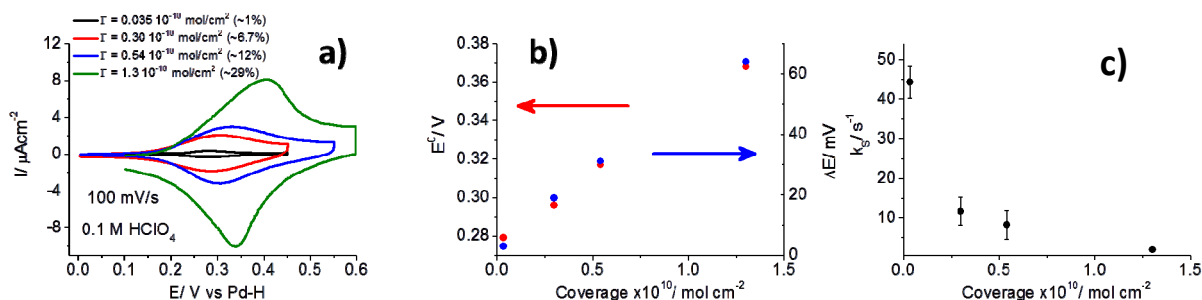 Γ = 0.035 10⁻¹⁰ mol/cm² (~1%)
Γ = 0.30 10⁻¹⁰ mol/cm² (~6.7%)
Γ = 0.54 10⁻¹⁰ mol/cm² (~12%)
Γ = 1.3 10⁻¹⁰ mol/cm² (~29%)
a)
I/ μAcm⁻²
8
4
0
-4
-8
100 mV/s
0.1 M HClO₄
0.0 0.1 0.2 0.3 0.4 0.5 0.6
E/ V vs Pd-H
b)
E^c/ V
0.38
0.36
0.34
0.32
0.30
0.28
60
40
20
0
ΛE/ mV
0.0 0.5 1.0 1.5
Coverage x10¹⁰/ mol cm⁻²
c)
kₛ/ s⁻¹
50
40
30
20
10
0.0 0.5 1.0 1.5
Coverage x10¹⁰/ mol cm⁻²